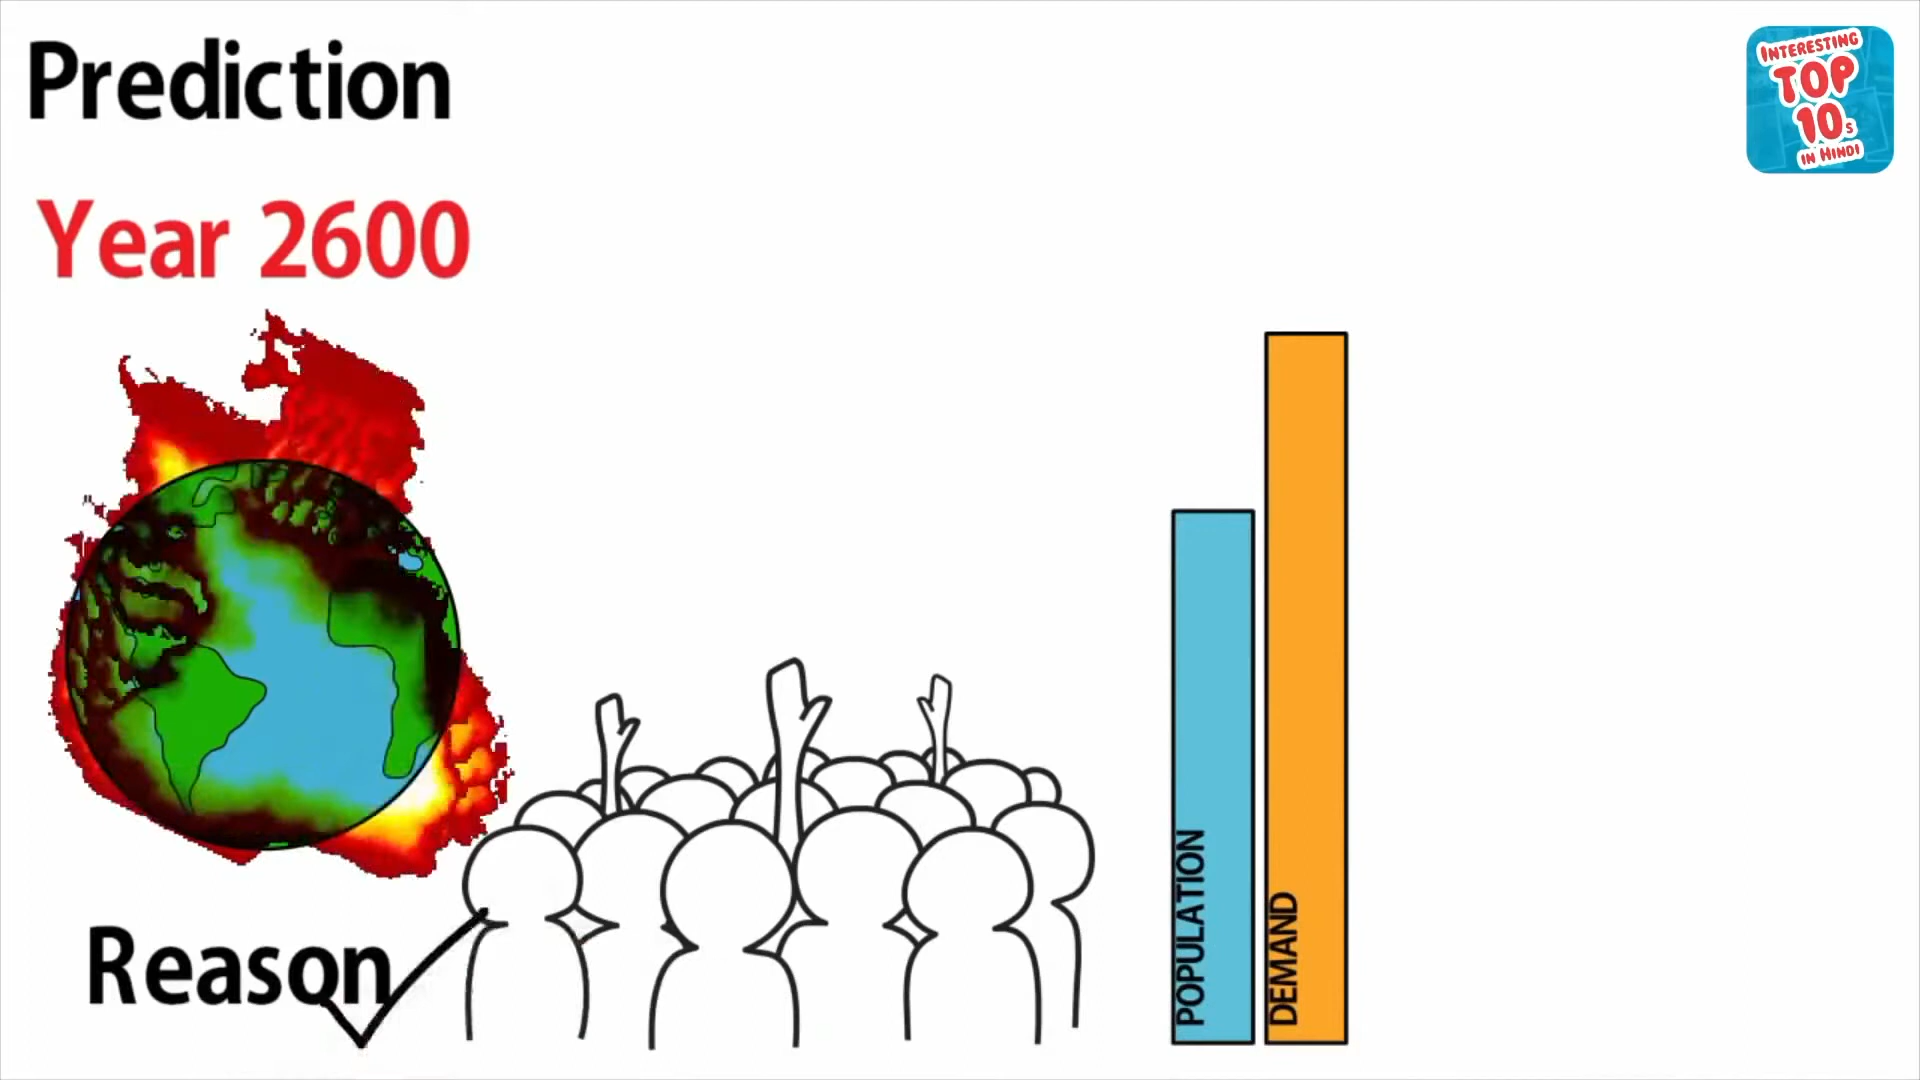 Prediction
Year 2600
INTERESTING
TOP
10s
IN HINDI
Reason
POPULATION
DEMAND